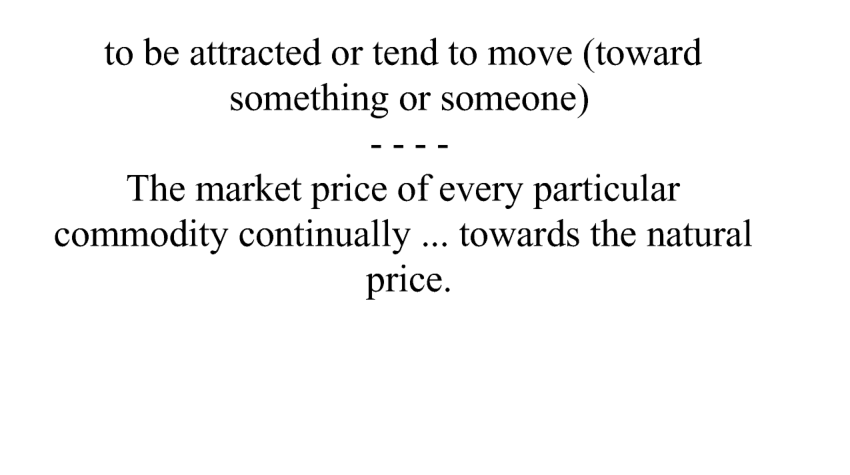 to be attracted or tend to move (toward
something or someone)
- - - -
The market price of every particular
commodity continually ... towards the natural
price.